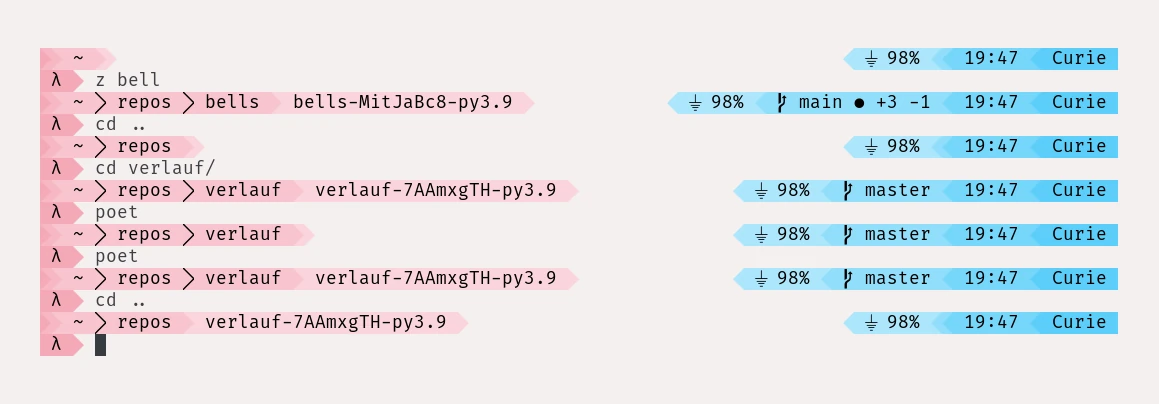 ~ ⏚ 98% 19:47 Curie
λ z bell
~ repos bells bells-MitJaBc8-py3.9 ⏚ 98% main ● +3 -1 19:47 Curie
λ cd ..
~ repos ⏚ 98% 19:47 Curie
λ cd verlauf/
~ repos verlauf verlauf-7AAmxgTH-py3.9 ⏚ 98% master 19:47 Curie
λ poet
~ repos verlauf ⏚ 98% master 19:47 Curie
λ poet
~ repos verlauf verlauf-7AAmxgTH-py3.9 ⏚ 98% master 19:47 Curie
λ cd ..
~ repos verlauf-7AAmxgTH-py3.9 ⏚ 98% 19:47 Curie
λ